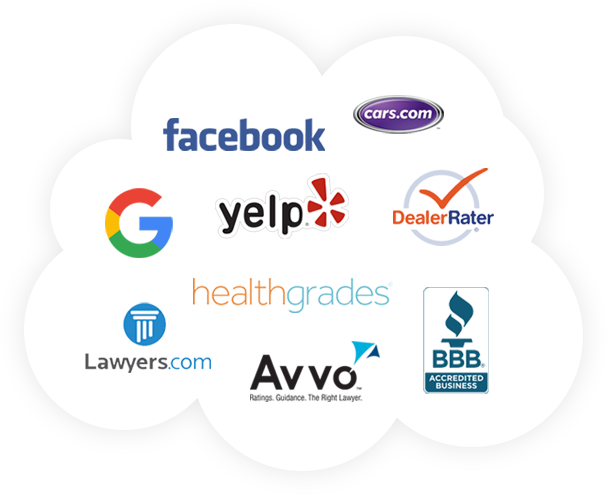 cars.com
facebook
G
yelp
DealerRater
healthgrades
Lawyers.com
Avvo
Ratings. Guidance. The Right Lawyer.
BBB
ACCREDITED
BUSINESS